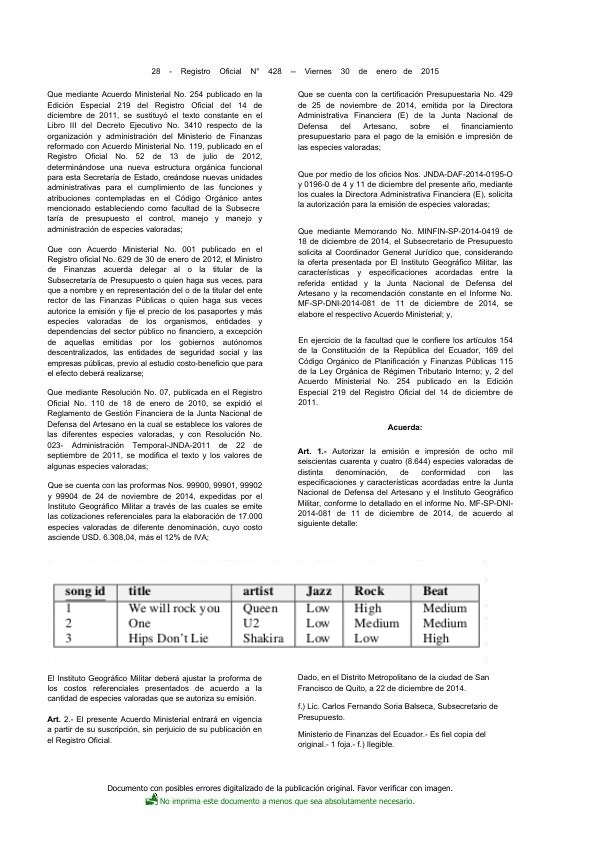 28 - Registro Oficial N° 428 -- Viernes 30 de enero de 2015
Que mediante Acuerdo Ministerial No. 254 publicado en la
Edición Especial 219 del Registro Oficial del 14 de
diciembre de 2011, se sustituyó el texto constante en el
Libro III del Decreto Ejecutivo No. 3410 respecto de la
organización y administración del Ministerio de Finanzas
reformado con Acuerdo No. 119, publicado en el
Registro Oficial No. 52 de 13 de julio de 2012,
determinándose una nueva estructura orgánica funcional
para esta Secretaría de Estado, creándose nuevas unidades
administrativas para el cumplimiento de las funciones y
atribuciones contempladas en el Código Orgánico antes
mencionado estableciendo como facultad de la Subsecre
taría de presupuesto el control, manejo y manejo y
administración de especies valoradas;
Que con Acuerdo Ministerial No. 001 publicado en el
Registro oficial No. 629 de 30 de enero de 2012, el Ministro
de Finanzas acuerda delegar al o la titular de la
Subsecretaría de Presupuesto o quien haga sus veces, para
que a nombre y en representación del o de la titular del ente
rector de las Finanzas Públicas o quien haga sus veces
autorice la emisión y fije el precio de los pasaportes y más
especies valoradas de los organismos, entidades y
dependencias del sector público no financiero, a excepción
de aquellas emitidas por los gobiernos autónomos
descentralizados, las entidades de seguridad social y las
empresas públicas, previo al estudio costo-beneficio que para
el efecto deberá realizarse;
Que mediante Resolución No. 07, publicada en el Registro
Oficial No. 110 de 18 de enero de 2010, se expidió el
Reglamento de Gestión Financiera de la Junta Nacional de
Defensa del Artesano en la cual se establece los valores de
las diferentes especies valoradas, y con Resolución No.
023- Administración Temporal-JNDA-2011 de 22 de
septiembre de 2011, se modifica el texto y los valores de
algunas especies valoradas;
Que se cuenta con las proformas Nos. 99900, 99901, 99902
y 99904 de 24 de noviembre de 2014, expedidas por el
Instituto Geográfico Militar a través de las cuales se emite
las cotizaciones referenciales para la elaboración de 17.000
especies valoradas de diferente denominación, cuyo costo
asciende USD. 6.308,04, más el 12% de IVA;
Que se cuenta con la certificación Presupuestaria No. 429
de 25 de noviembre de 2014, emitida por la Directora
Administrativa Financiera (E) de la Junta Nacional de
Defensa del Artesano, sobre el financiamiento
presupuestario para el pago de la emisión e impresión de
las especies valoradas;
Que por medio de los oficios Nos. JNDA-DAF-2014-0195-O
y 0196-0 de 4 y 11 de diciembre del presente año, mediante
los cuales la Directora Administrativa Financiera (E), solicita
la autorización para la emisión de especies valoradas;
Que mediante Memorando No. MINFIN-SP-2014-0419 de
18 de diciembre de 2014, el Subsecretario de Presupuesto
solicita al Coordinador General Jurídico que, considerando
la oferta presentada por El Instituto Geográfico Militar, las
características y especificaciones acordadas entre la
referida entidad y la Junta Nacional de Defensa del
Artesano y la recomendación constante en el Informe No.
MF-SP-DNI-2014-081 de 11 de diciembre de 2014, se
elabore el respectivo Acuerdo Ministerial; y,
En ejercicio de la facultad que le confiere los artículos 154
de la Constitución de la República del Ecuador, 169 del
Código Orgánico de Planificación y Finanzas Públicas 115
de la Ley Orgánica de Régimen Tributario Interno; y, 2 del
Acuerdo Ministerial No. 254 publicado en la Edición
Especial 219 del Registro Oficial del 14 de diciembre de
2011.
Acuerda:
Art. 1.- Autorizar la emisión e impresión de ocho mil
seiscientas cuarenta y cuatro (8.644) especies valoradas de
distinta denominación, de conformidad con las
especificaciones y características acordadas entre la Junta
Nacional de Defensa del Artesano y el Instituto Geográfico
Militar, conforme lo detallado en el informe No. MF-SP-DNI-
2014-081 de 11 de diciembre de 2014, de acuerdo al
siguiente detalle:
song id title artist Jazz Rock Beat
1 We will rock you Queen Low High Medium
2 One U2 Low Medium Medium
3 Hips Don't Lie Shakira Low Low High
El Instituto Geográfico Militar deberá ajustar la proforma de
los costos referenciales presentados de acuerdo a la
cantidad de especies valoradas que se autoriza su emisión.
Art. 2.- El presente Acuerdo Ministerial entrará en vigencia
a partir de su suscripción, sin perjuicio de su publicación en
el Registro Oficial.
Dado, en el Distrito Metropolitano de la ciudad de San
Francisco de Quito, a 22 de diciembre de 2014.
f.) Lic. Carlos Fernando Soria Balseca, Subsecretario de
Presupuesto.
Ministerio de Finanzas del Ecuador.- Es fiel copia del
original.- 1 foja.- f.) Ilegible.
Documento con posibles errores digitalizado de la publicación original. Favor verificar con imagen.
No imprima este documento a menos que sea absolutamente necesario.